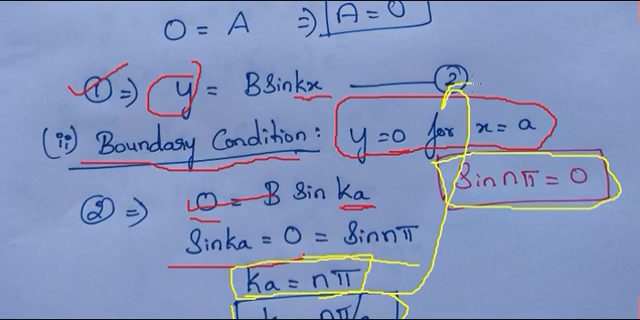 0 = A ⇒ A = 0
① ⇒ y = B Sin kx ——— ②
(ii) Boundary Condition: y = 0 for x = a
② ⇒ 0 = B Sin ka
Sin nπ = 0
Sin ka = 0 = Sin nπ
ka = nπ